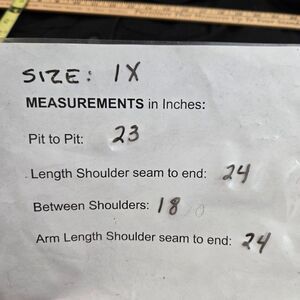 SIZE: 1X
MEASUREMENTS in Inches:
Pit to Pit: 23
Length Shoulder seam to end: 24
Between Shoulders: 18
Arm Length Shoulder seam to end: 24